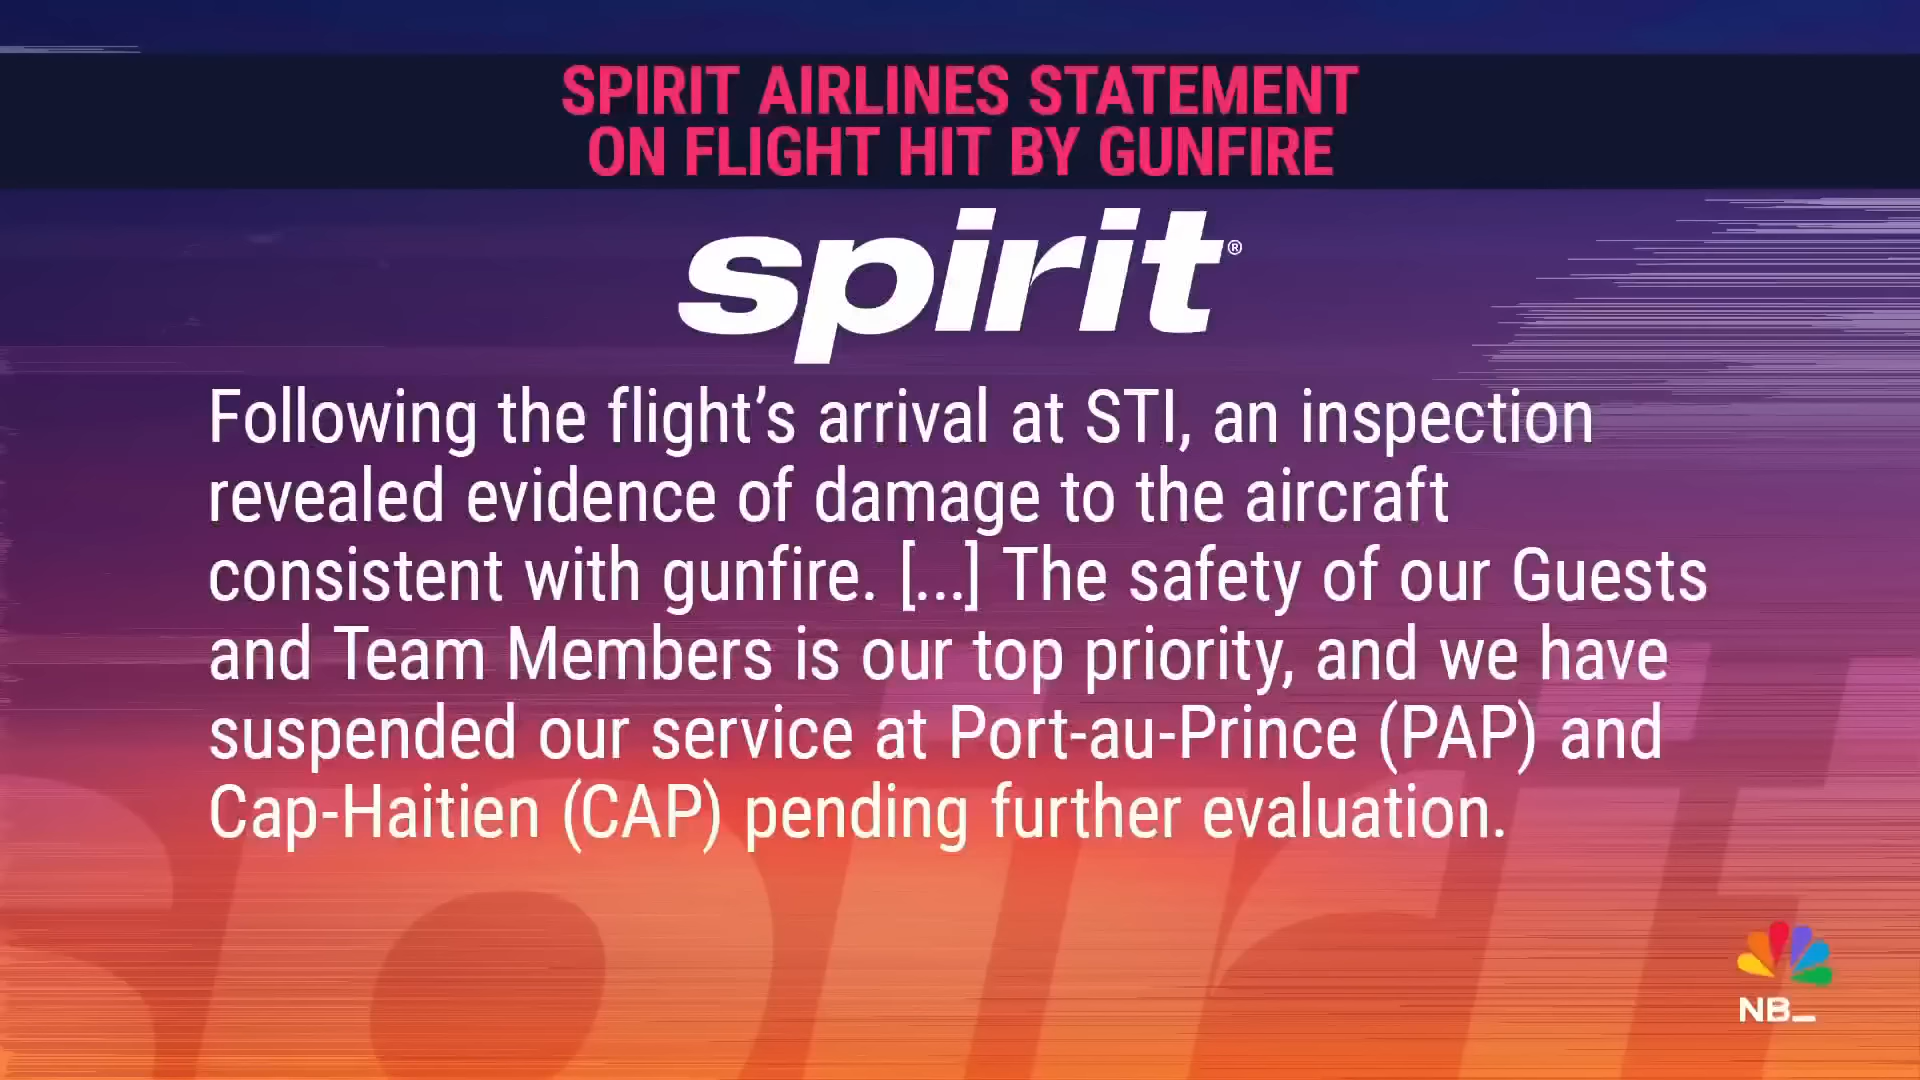 SPIRIT AIRLINES STATEMENT
ON FLIGHT HIT BY GUNFIRE
spirit®
Following the flight’s arrival at STI, an inspection
revealed evidence of damage to the aircraft
consistent with gunfire. [...] The safety of our Guests
and Team Members is our top priority, and we have
suspended our service at Port-au-Prince (PAP) and
Cap-Haitien (CAP) pending further evaluation.
NB_